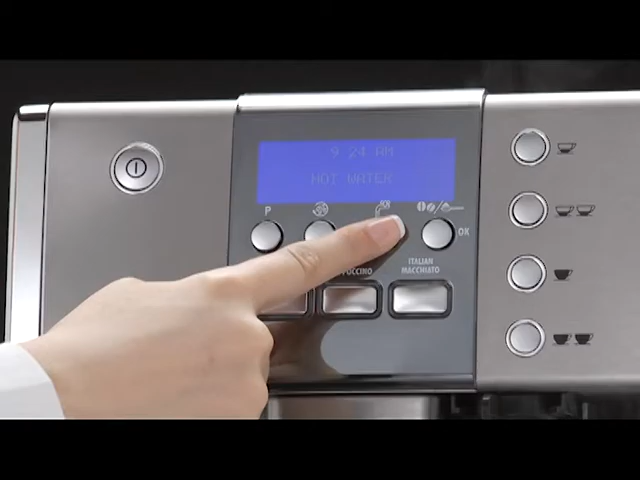 9 24 AM
HOT WATER
P
OK
ITALIAN
MACCHIATO